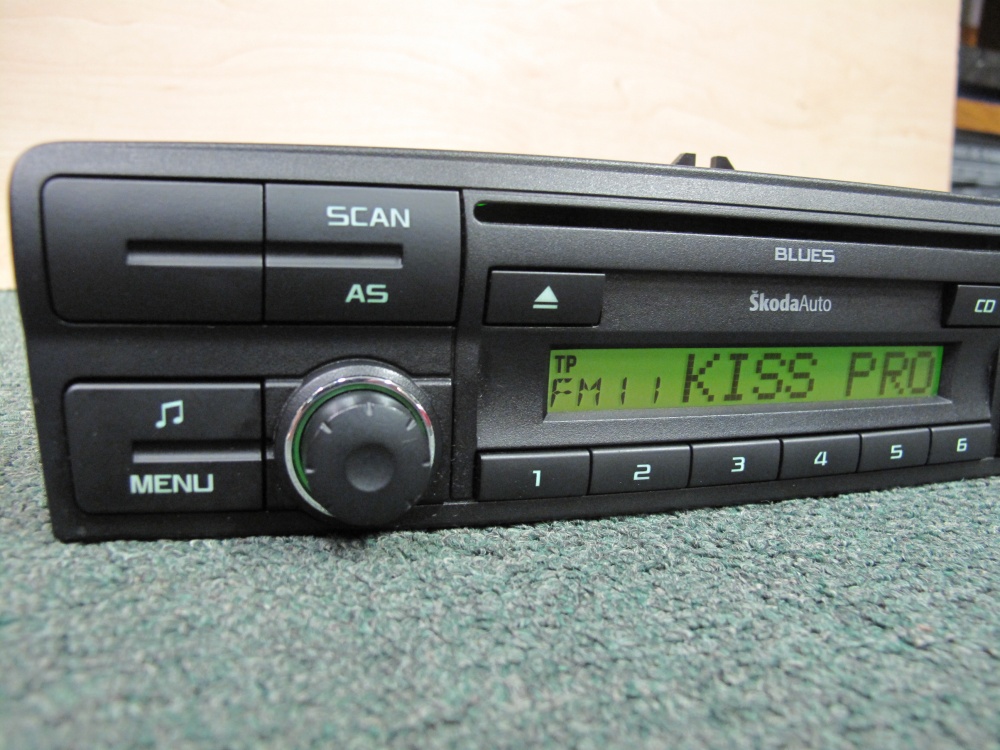 SCAN
AS
BLUES
ŠkodaAuto
CD
TP
FM11 KISS PRO
MENU
1 2 3 4 5 6